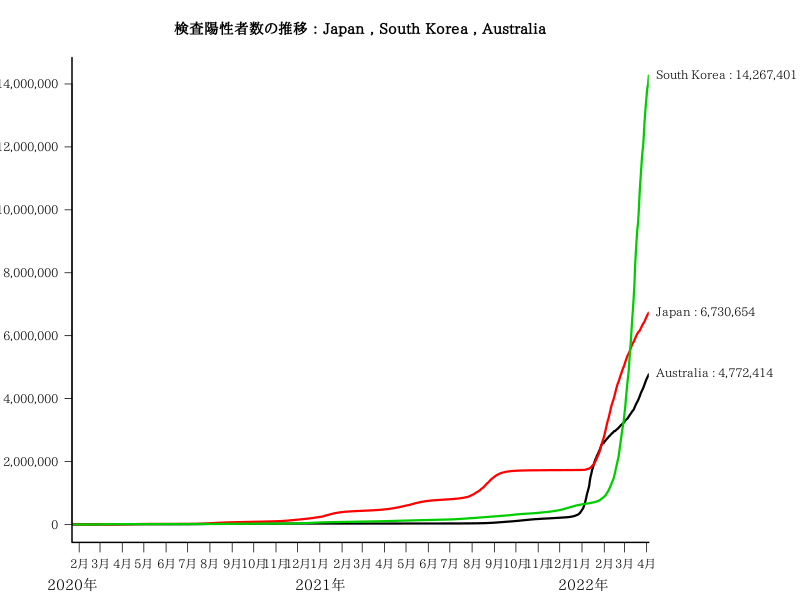 検査陽性者数の推移 : Japan , South Korea , Australia
14,000,000
12,000,000
10,000,000
8,000,000
6,000,000
4,000,000
2,000,000
0
South Korea : 14,267,401
Japan : 6,730,654
Australia : 4,772,414
2月 3月 4月 5月 6月 7月 8月 9月 10月 11月 12月 1月 2月 3月 4月 5月 6月 7月 8月 9月 10月 11月 12月 1月 2月 3月 4月
2020年 2021年 2022年